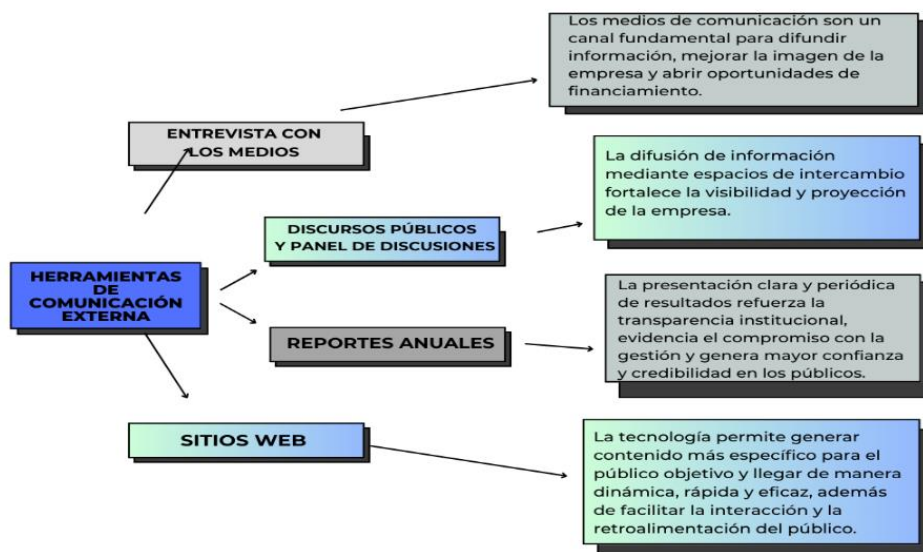 Los medios de comunicación son un
canal fundamental para difundir
información, mejorar la imagen de la
empresa y abrir oportunidades de
financiamiento.
ENTREVISTA CON
LOS MEDIOS
La difusión de información
mediante espacios de intercambio
fortalece la visibilidad y proyección
de la empresa.
DISCURSOS PÚBLICOS
Y PANEL DE DISCUSIONES
HERRAMIENTAS
DE
COMUNICACIÓN
EXTERNA
La presentación clara y periódica
de resultados refuerza la
transparencia institucional,
evidencia el compromiso con la
gestión y genera mayor confianza
y credibilidad en los públicos.
REPORTES ANUALES
SITIOS WEB
La tecnología permite generar
contenido más específico para el
público objetivo y llegar de manera
dinámica, rápida y eficaz, además
de facilitar la interacción y la
retroalimentación del público.